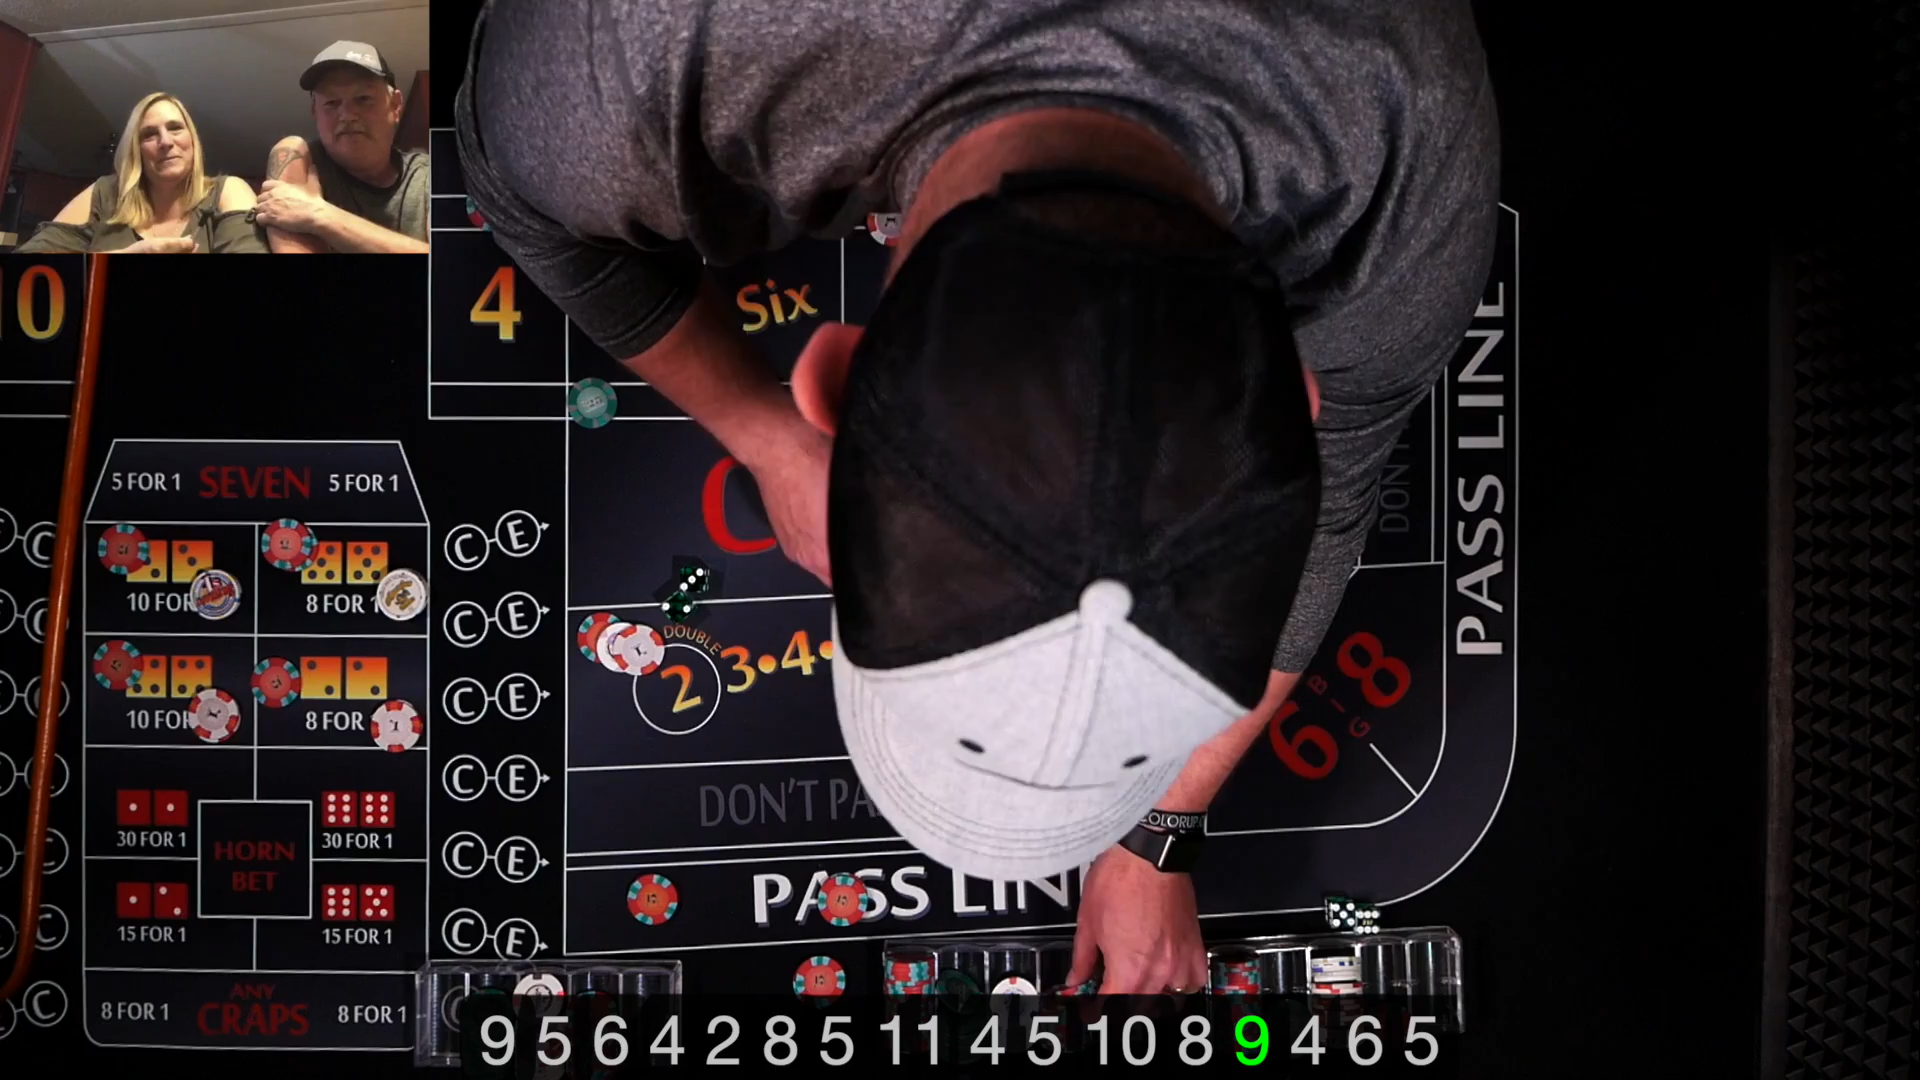 10
4
Six
5 FOR 1 SEVEN 5 FOR 1
10 FOR
8 FOR 1
10 FOR
8 FOR
30 FOR 1
30 FOR 1
HORN
BET
15 FOR 1
15 FOR 1
ANY
8 FOR 1 CRAPS 8 FOR 1
C E
C E
C E
C E
C E
C E
C
DOUBLE
2 3•4•
DON'T PA
PASS LINE
PASS LINE
DON'T
BIG
6 8
COLORUP
9 5 6 4 2 8 5 11 4 5 10 8 9 4 6 5